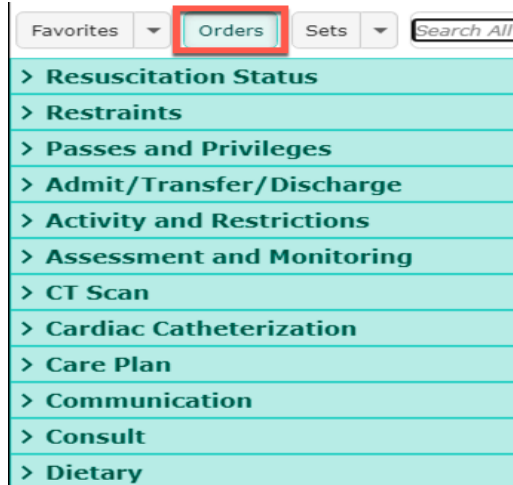 Favorites Orders Sets Search All
> Resuscitation Status
> Restraints
> Passes and Privileges
> Admit/Transfer/Discharge
> Activity and Restrictions
> Assessment and Monitoring
> CT Scan
> Cardiac Catheterization
> Care Plan
> Communication
> Consult
> Dietary